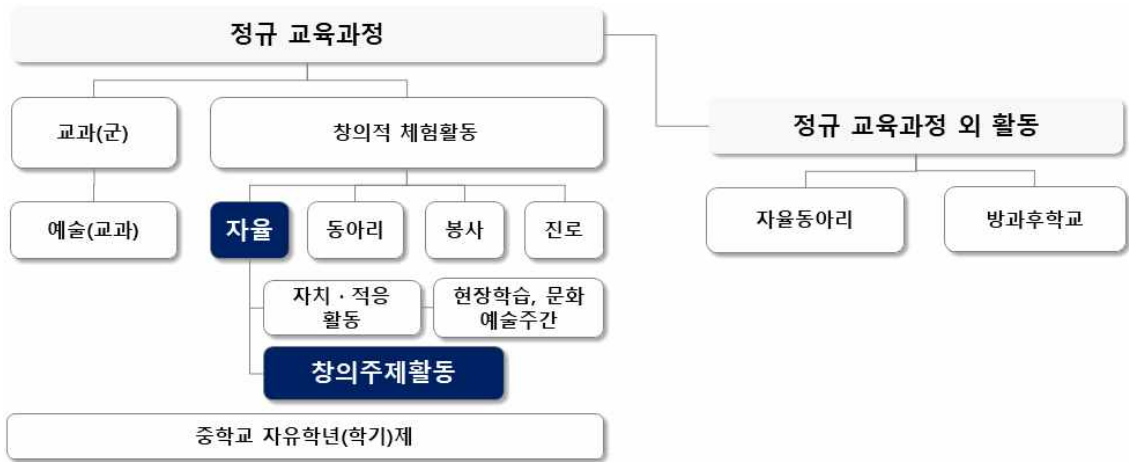 정규 교육과정
교과(군)
창의적 체험활동
정규 교육과정 외 활동
예술(교과)
자율
동아리
봉사
진로
자율동아리
방과후학교
자치·적응
활동
현장학습, 문화
예술주간
창의주제활동
중학교 자유학년(학기)제